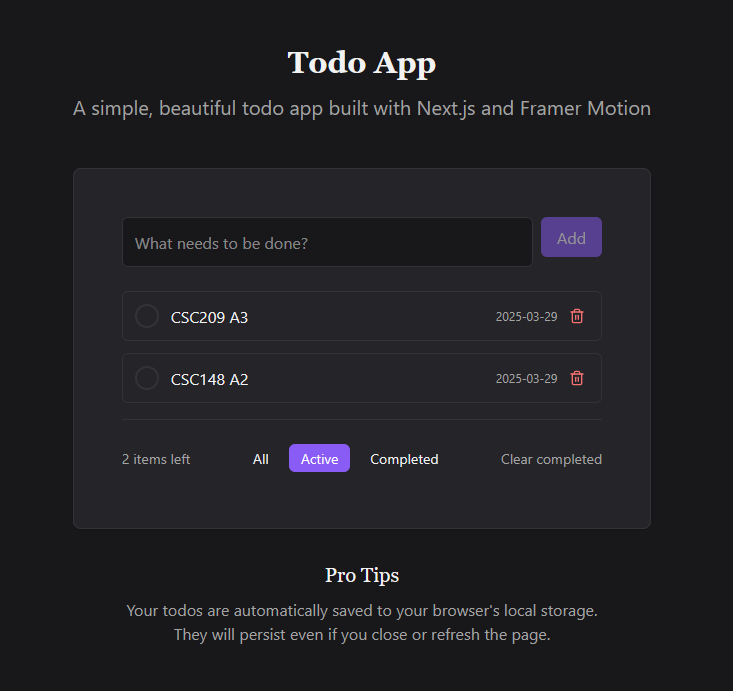 Todo App
A simple, beautiful todo app built with Next.js and Framer Motion
What needs to be done?
Add
CSC209 A3
2025-03-29
CSC148 A2
2025-03-29
2 items left
All
Active
Completed
Clear completed
Pro Tips
Your todos are automatically saved to your browser's local storage.
They will persist even if you close or refresh the page.